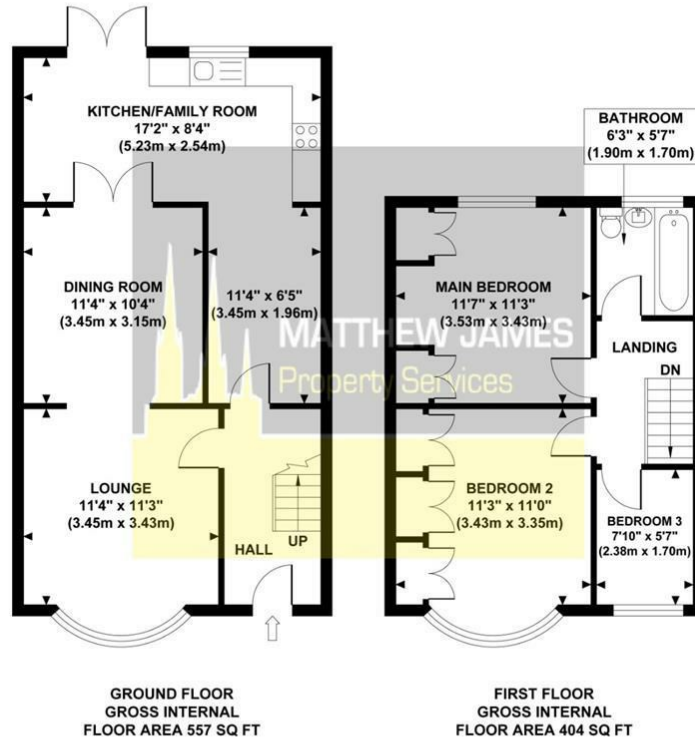 KITCHEN/FAMILY ROOM
17'2" x 8'4"
(5.23m x 2.54m)
DINING ROOM
11'4" x 10'4"
(3.45m x 3.15m)
11'4" x 6'5"
(3.45m x 1.96m)
LOUNGE
11'4" x 11'3"
(3.45m x 3.43m)
HALL
UP
GROUND FLOOR
GROSS INTERNAL
FLOOR AREA 557 SQ FT
BATHROOM
6'3" x 5'7"
(1.90m x 1.70m)
MAIN BEDROOM
11'7" x 11'3"
(3.53m x 3.43m)
LANDING
DN
BEDROOM 2
11'3" x 11'0"
(3.43m x 3.35m)
BEDROOM 3
7'10" x 5'7"
(2.38m x 1.70m)
FIRST FLOOR
GROSS INTERNAL
FLOOR AREA 404 SQ FT
MATTHEW JAMES
Property Services